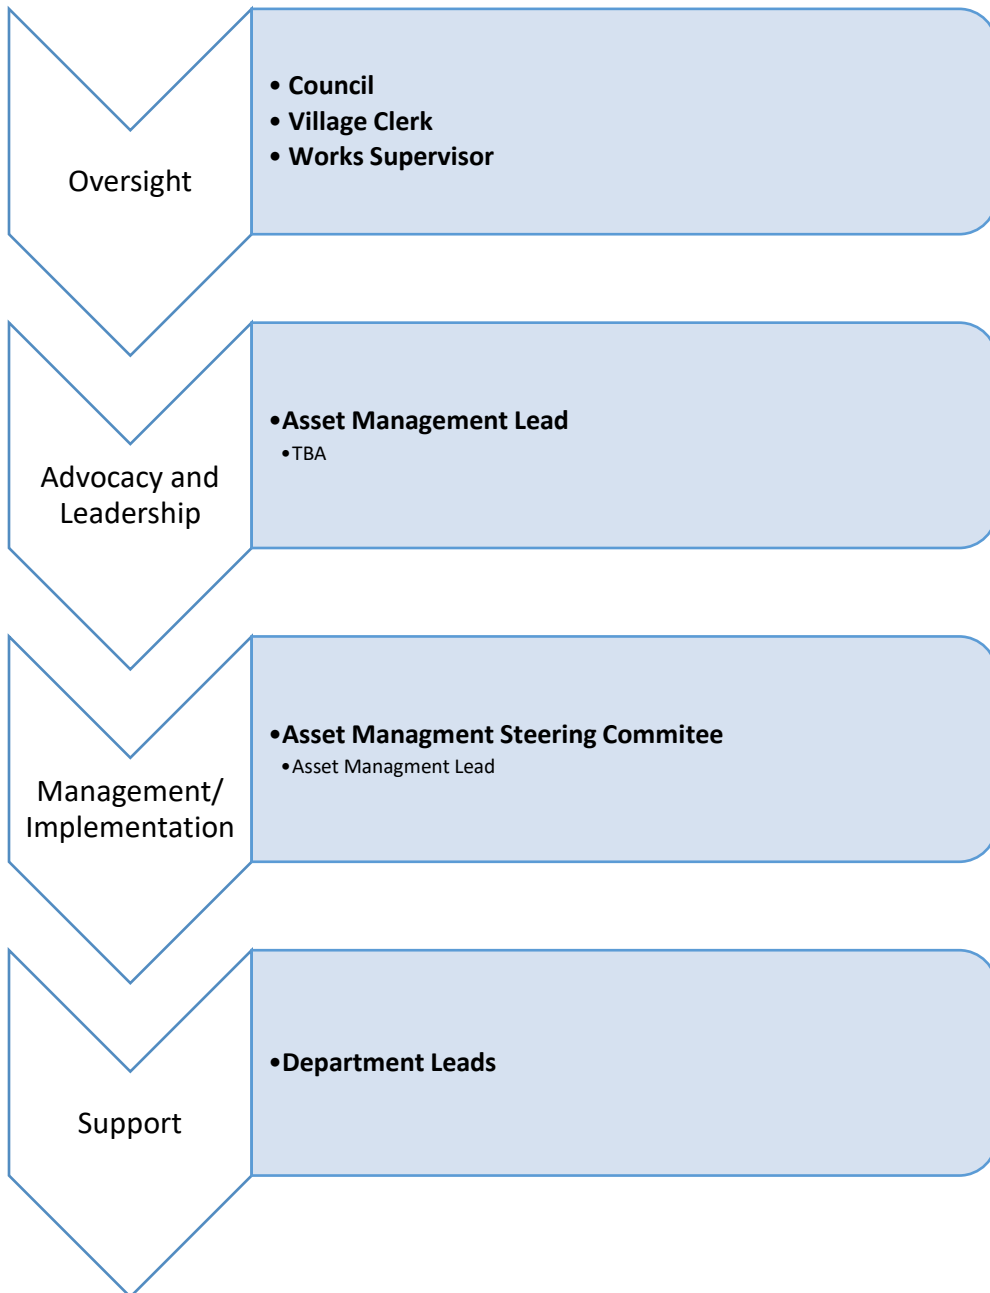 Oversight
• Council
• Village Clerk
• Works Supervisor
Advocacy and
Leadership
•Asset Management Lead
•TBA
Management/
Implementation
•Asset Managment Steering Commitee
•Asset Managment Lead
Support
•Department Leads